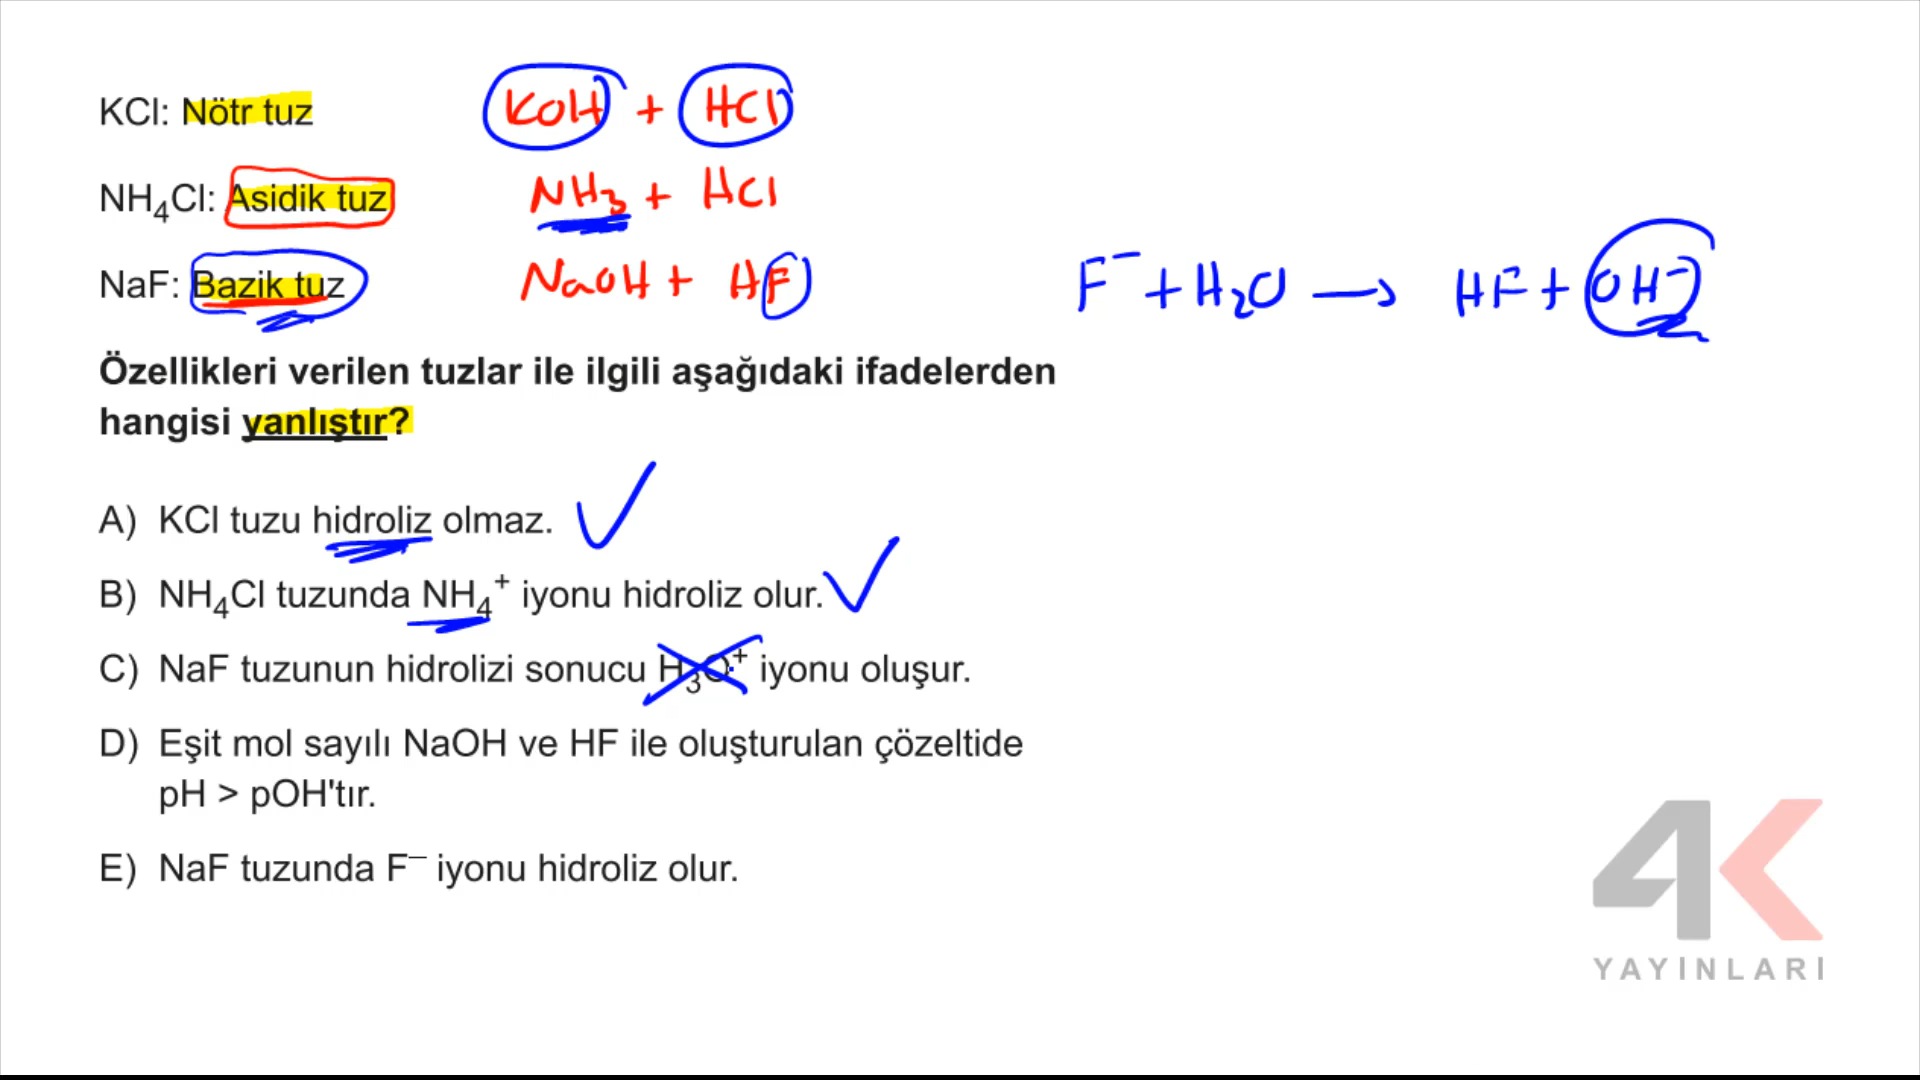 KCl: Nötr tuz KOH + HCl
NH₄Cl: Asidik tuz NH₃ + HCl
NaF: Bazik tuz NaOH + HF F⁻ + H₂O → HF + OH⁻
Özellikleri verilen tuzlar ile ilgili aşağıdaki ifadelerden
hangisi yanlıştır?
A) KCl tuzu hidroliz olmaz.
B) NH₄Cl tuzunda NH₄⁺ iyonu hidroliz olur.
C) NaF tuzunun hidrolizi sonucu H₃O⁺ iyonu oluşur.
D) Eşit mol sayılı NaOH ve HF ile oluşturulan çözeltide
pH > pOH'tır.
E) NaF tuzunda F⁻ iyonu hidroliz olur.
4K
YAYINLARI